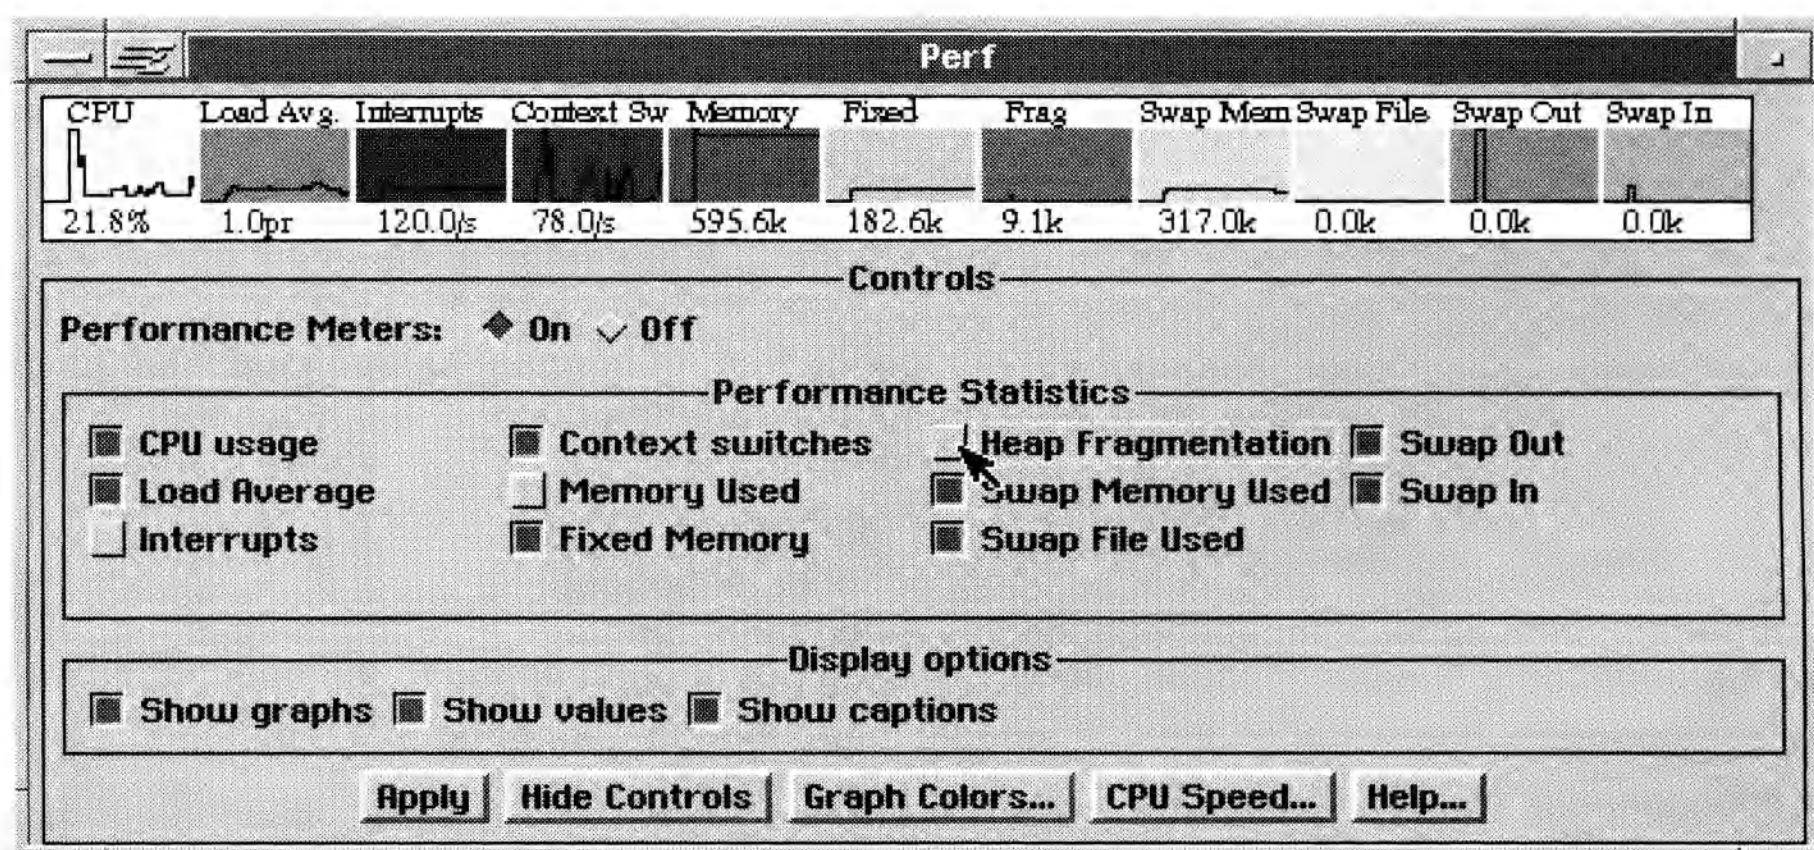 Perf
CPU Load Avg. Interrupts Context Sw Memory Fixed Frag Swap Mem Swap File Swap Out Swap In
21.8% 1.0pr 120.0/s 78.0/s 595.6k 182.6k 9.1k 317.0k 0.0k 0.0k 0.0k
Controls
Performance Meters: On Off
Performance Statistics
CPU usage Context switches Heap Fragmentation Swap Out
Load Average Memory Used Swap Memory Used Swap In
Interrupts Fixed Memory Swap File Used
Display options
Show graphs Show values Show captions
Apply Hide Controls Graph Colors... CPU Speed... Help...